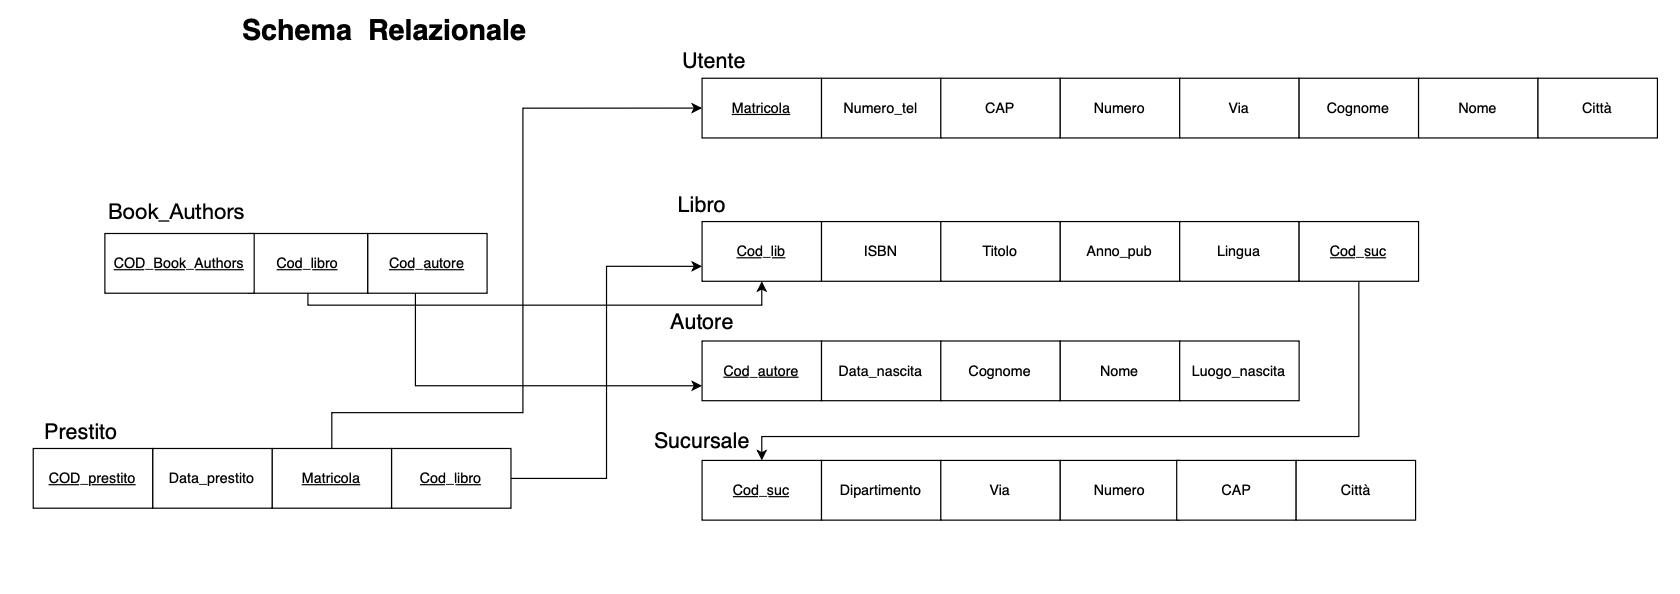 Schema Relazionale
Utente
Matricola Numero_tel CAP Numero Via Cognome Nome Città
Book_Authors
COD_Book_Authors Cod_libro Cod_autore
Libro
Cod_lib ISBN Titolo Anno_pub Lingua Cod_suc
Autore
Cod_autore Data_nascita Cognome Nome Luogo_nascita
Prestito
COD_prestito Data_prestito Matricola Cod_libro
Sucursale
Cod_suc Dipartimento Via Numero CAP Città